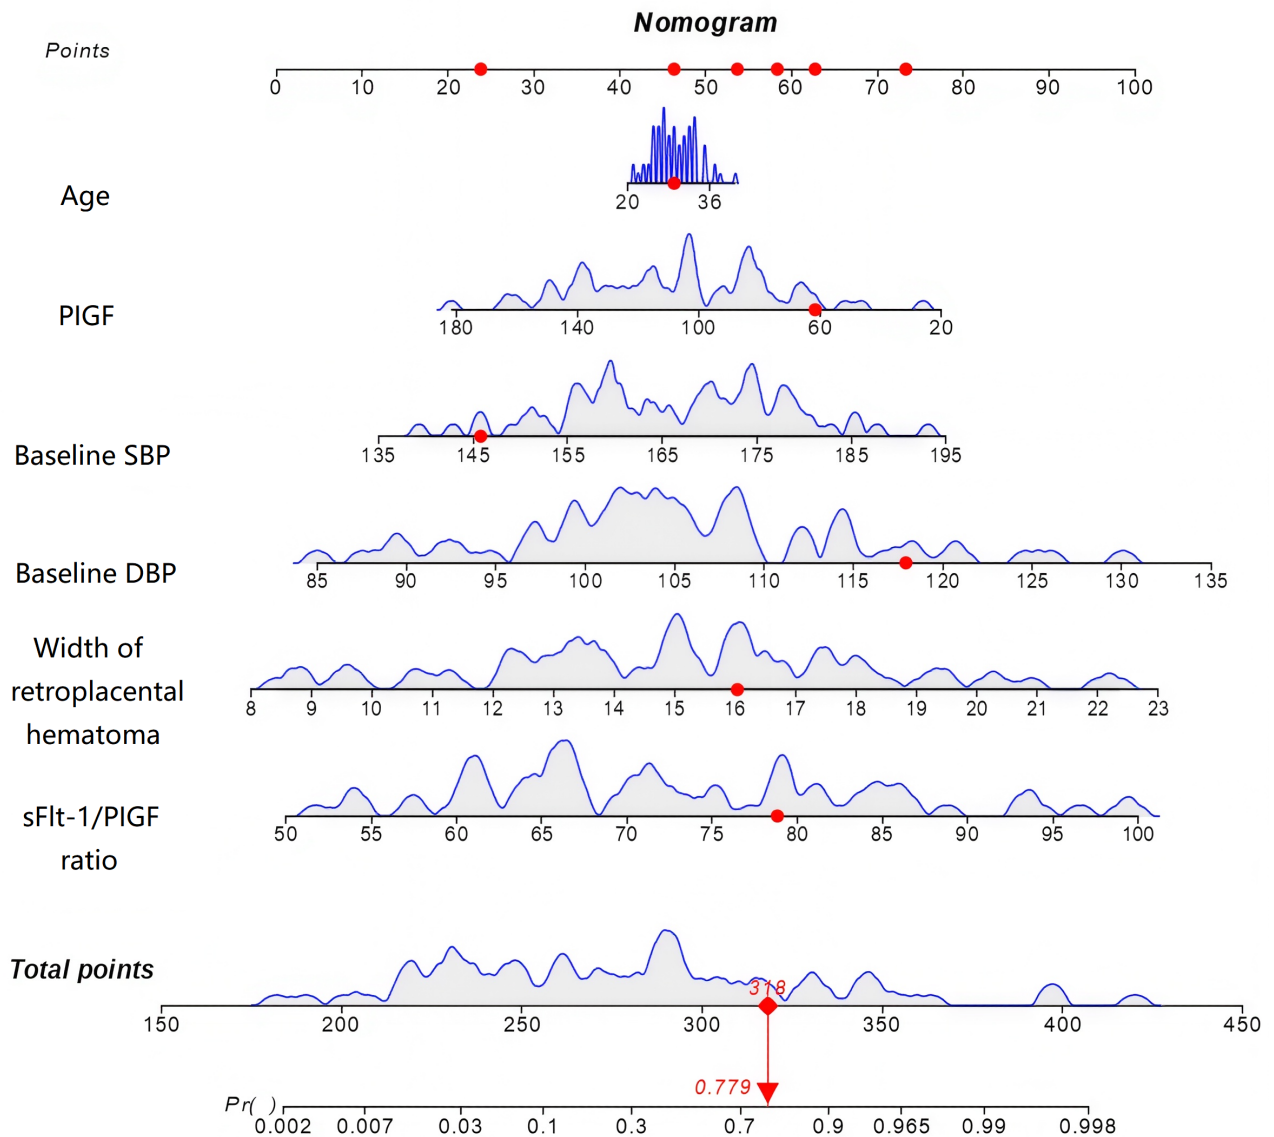 Nomogram
Points
0 10 20 30 40 50 60 70 80 90 100
Age
20 36
PIGF
180 140 100 60 20
Baseline SBP
135 145 155 165 175 185 195
Baseline DBP
85 90 95 100 105 110 115 120 125 130 135
Width of
retroplacental
hematoma
8 9 10 11 12 13 14 15 16 17 18 19 20 21 22 23
sFlt-1/PIGF
ratio
50 55 60 65 70 75 80 85 90 95 100
Total points
318
150 200 250 300 350 400 450
0.779
Pr( )
0.002 0.007 0.03 0.1 0.3 0.7 0.9 0.965 0.99 0.998